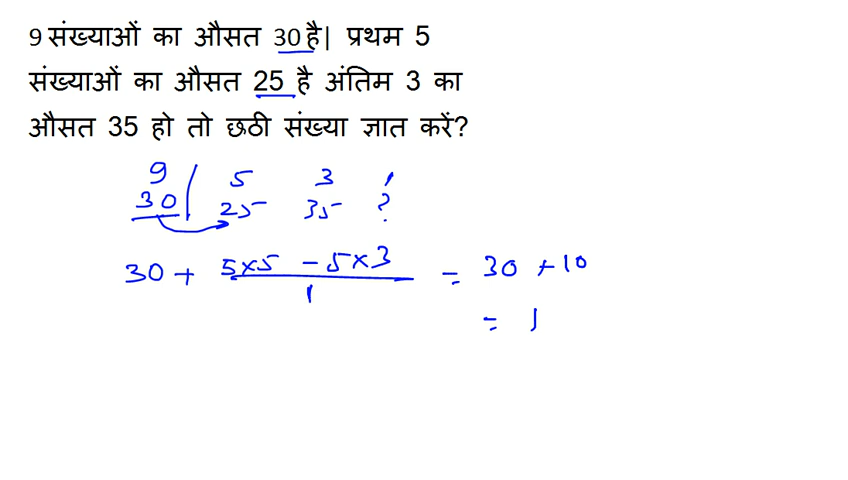 9 संख्याओं का औसत 30 है| प्रथम 5
संख्याओं का औसत 25 है अंतिम 3 का
औसत 35 हो तो छठी संख्या ज्ञात करें?
9 / 5 3 1
30 25 35 ?
30 + 5×5 - 5×3 = 30 + 10
1
=